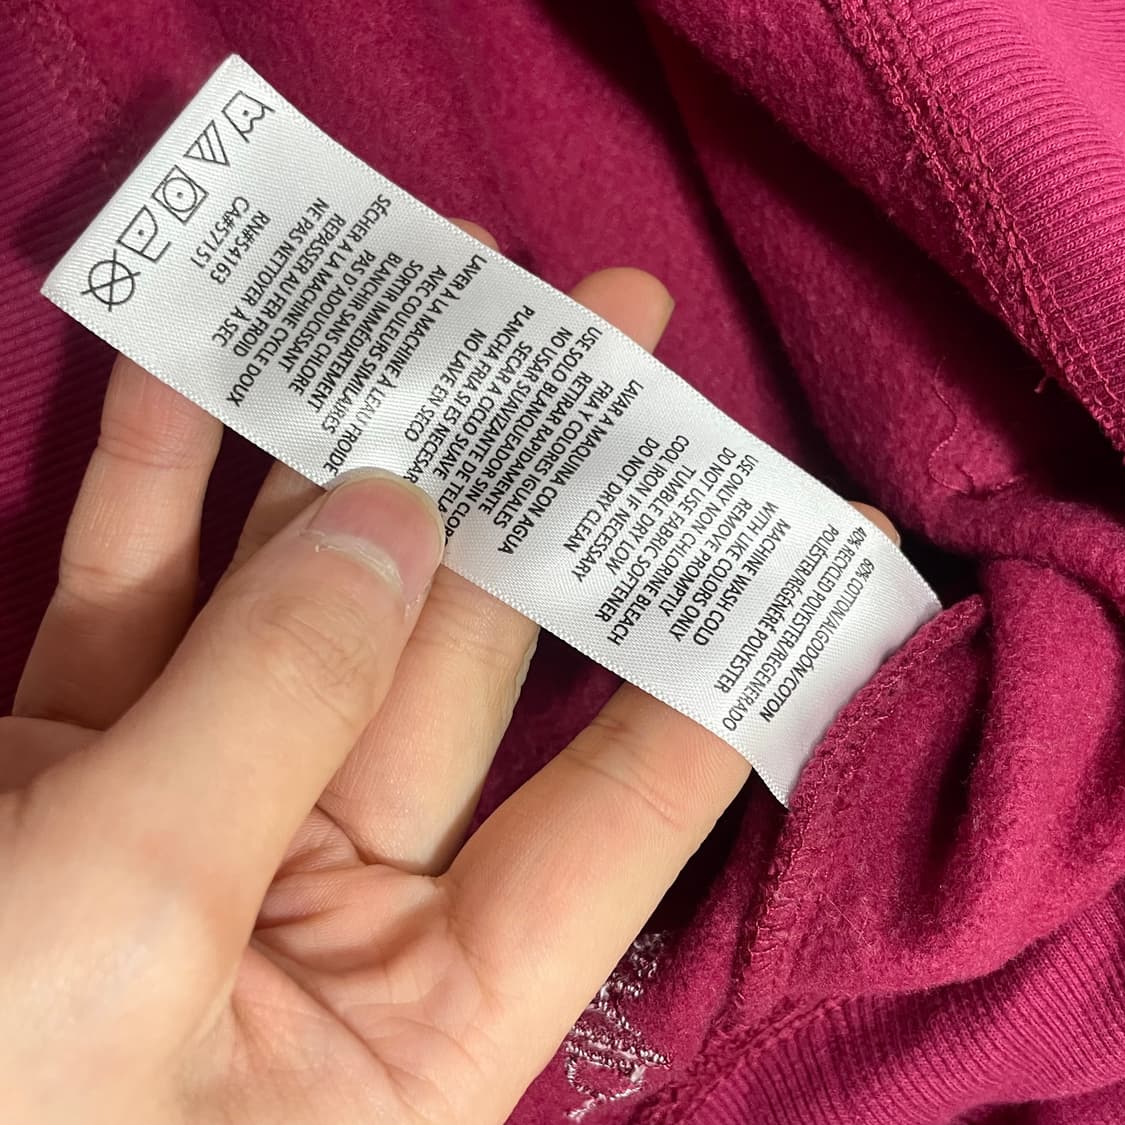 60% COTTON/ALGODÓN/COTON
40% RECYCLED POLYESTER/REGENERADO
POLIÉSTER/RÉGÉNÉRÉ POLYESTER
MACHINE WASH COLD
WITH LIKE COLORS ONLY
REMOVE PROMPTLY
USE ONLY NON CHLORINE BLEACH
DO NOT USE FABRIC SOFTENER
TUMBLE DRY LOW
COOL IRON IF NECESSARY
DO NOT DRY CLEAN
LAVAR A MAQUINA CON AGUA
FRIA Y COLORES IGUALES
RETIRAR RAPIDAMENTE
USE SOLO BLANQUEADOR SIN CLOR
NO USAR SUAVIZANTE DE TELA
SECAR A CICLO SUAVE
PLANCHA FRIA SI ES NECESAR
NO LAVE EN SECO
LAVER À LA MACHINE À L'EAU FROIDE
AVEC COULEURS SIMILAIRES
SORTIR IMMÉDIATEMENT
BLANCHIR SANS CHLORE
PAS D'ADOUCISSANT
SÉCHER À LA MACHINE CYCLE DOUX
REPASSER AU FER FROID
NE PAS NETTOYER À SEC
RN#54163
CA#57151